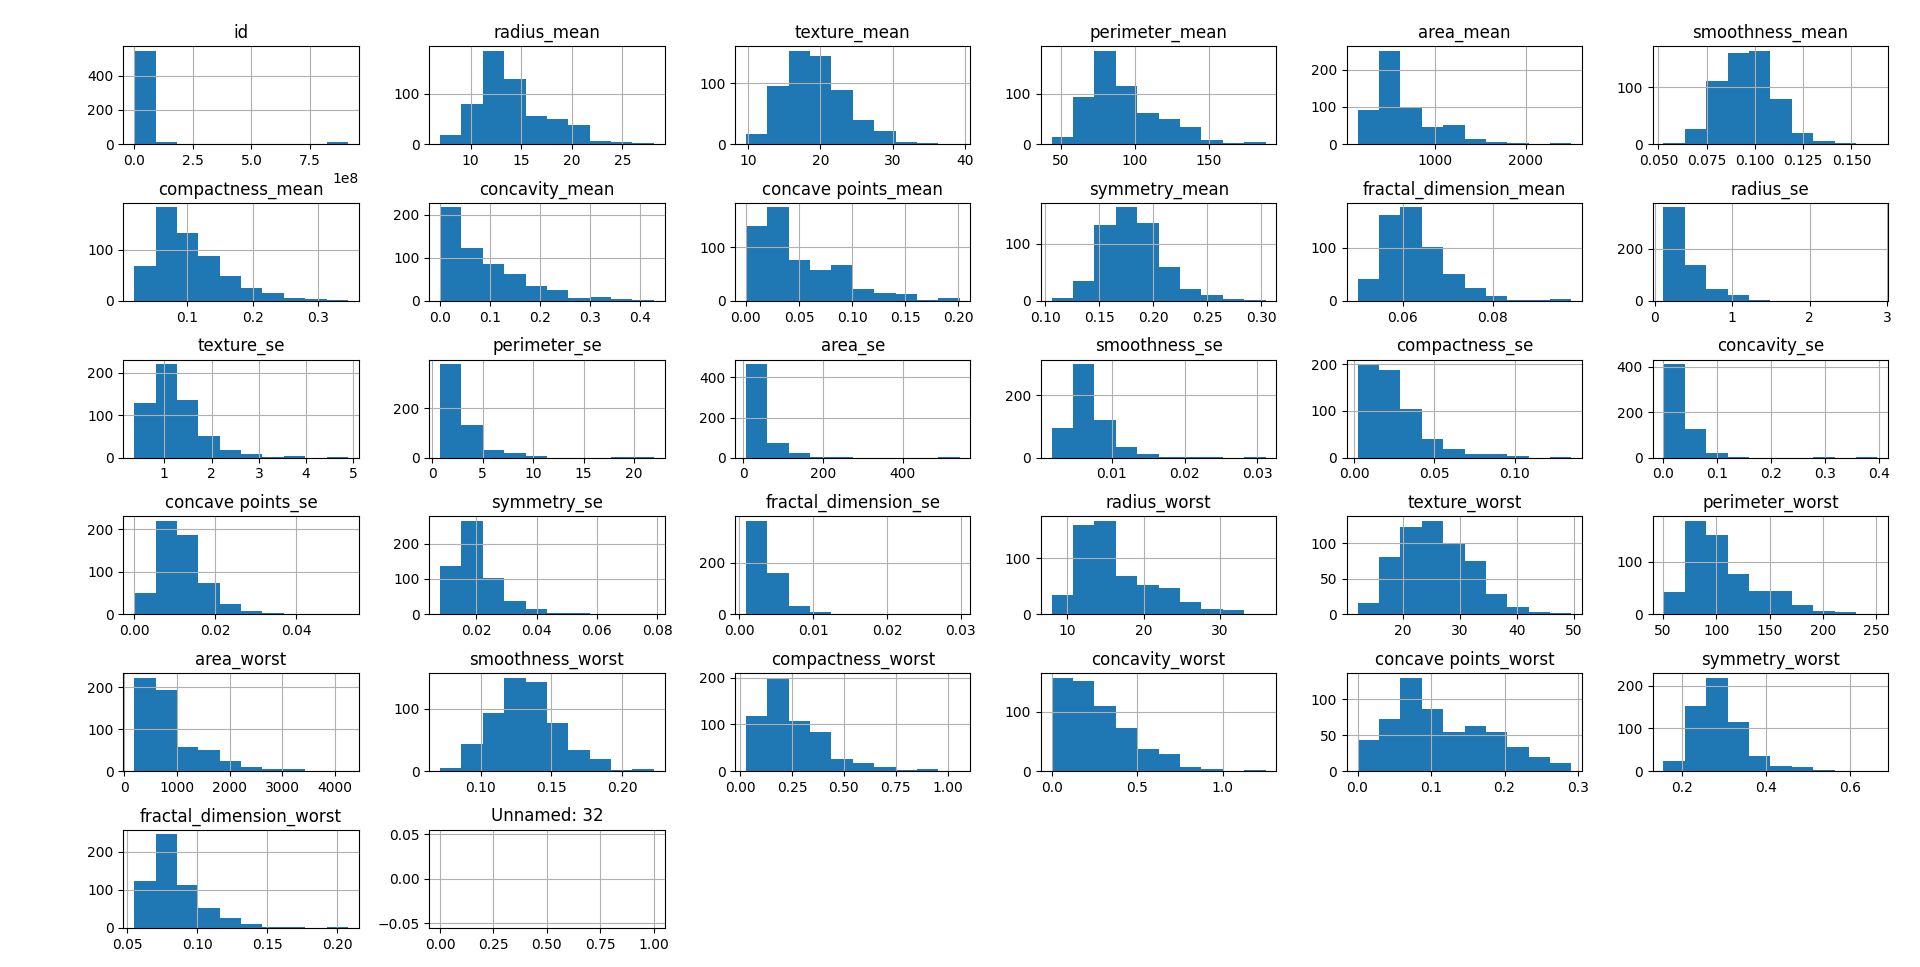 id radius_mean texture_mean perimeter_mean area_mean smoothness_mean
400
200
0
0.0 2.5 5.0 7.5
1e8
100
0
10 15 20 25
100
0
10 20 30 40
100
0
50 100 150
200
100
0
1000 2000
100
0
0.050 0.075 0.100 0.125 0.150
compactness_mean concavity_mean concave points_mean symmetry_mean fractal_dimension_mean radius_se
100
0
0.1 0.2 0.3
200
100
0
0.0 0.1 0.2 0.3 0.4
100
0
0.00 0.05 0.10 0.15 0.20
100
0
0.10 0.15 0.20 0.25 0.30
100
0
0.06 0.08
200
0
0 1 2 3
texture_se perimeter_se area_se smoothness_se compactness_se concavity_se
200
100
0
1 2 3 4 5
200
0
0 5 10 15 20
400
200
0
0 200 400
200
0
0.01 0.02 0.03
200
100
0
0.00 0.05 0.10
400
200
0
0.0 0.1 0.2 0.3 0.4
concave points_se symmetry_se fractal_dimension_se radius_worst texture_worst perimeter_worst
200
100
0
0.00 0.02 0.04
200
100
0
0.02 0.04 0.06 0.08
200
0
0.00 0.01 0.02 0.03
100
0
10 20 30
100
50
0
20 30 40 50
100
0
50 100 150 200 250
area_worst smoothness_worst compactness_worst concavity_worst concave points_worst symmetry_worst
200
100
0
0 1000 2000 3000 4000
100
0
0.10 0.15 0.20
200
100
0
0.00 0.25 0.50 0.75 1.00
100
0
0.0 0.5 1.0
100
50
0
0.0 0.1 0.2 0.3
200
100
0
0.2 0.4 0.6
fractal_dimension_worst Unnamed: 32
200
100
0
0.05 0.10 0.15 0.20
0.05
0.00
−0.05
0.00 0.25 0.50 0.75 1.00